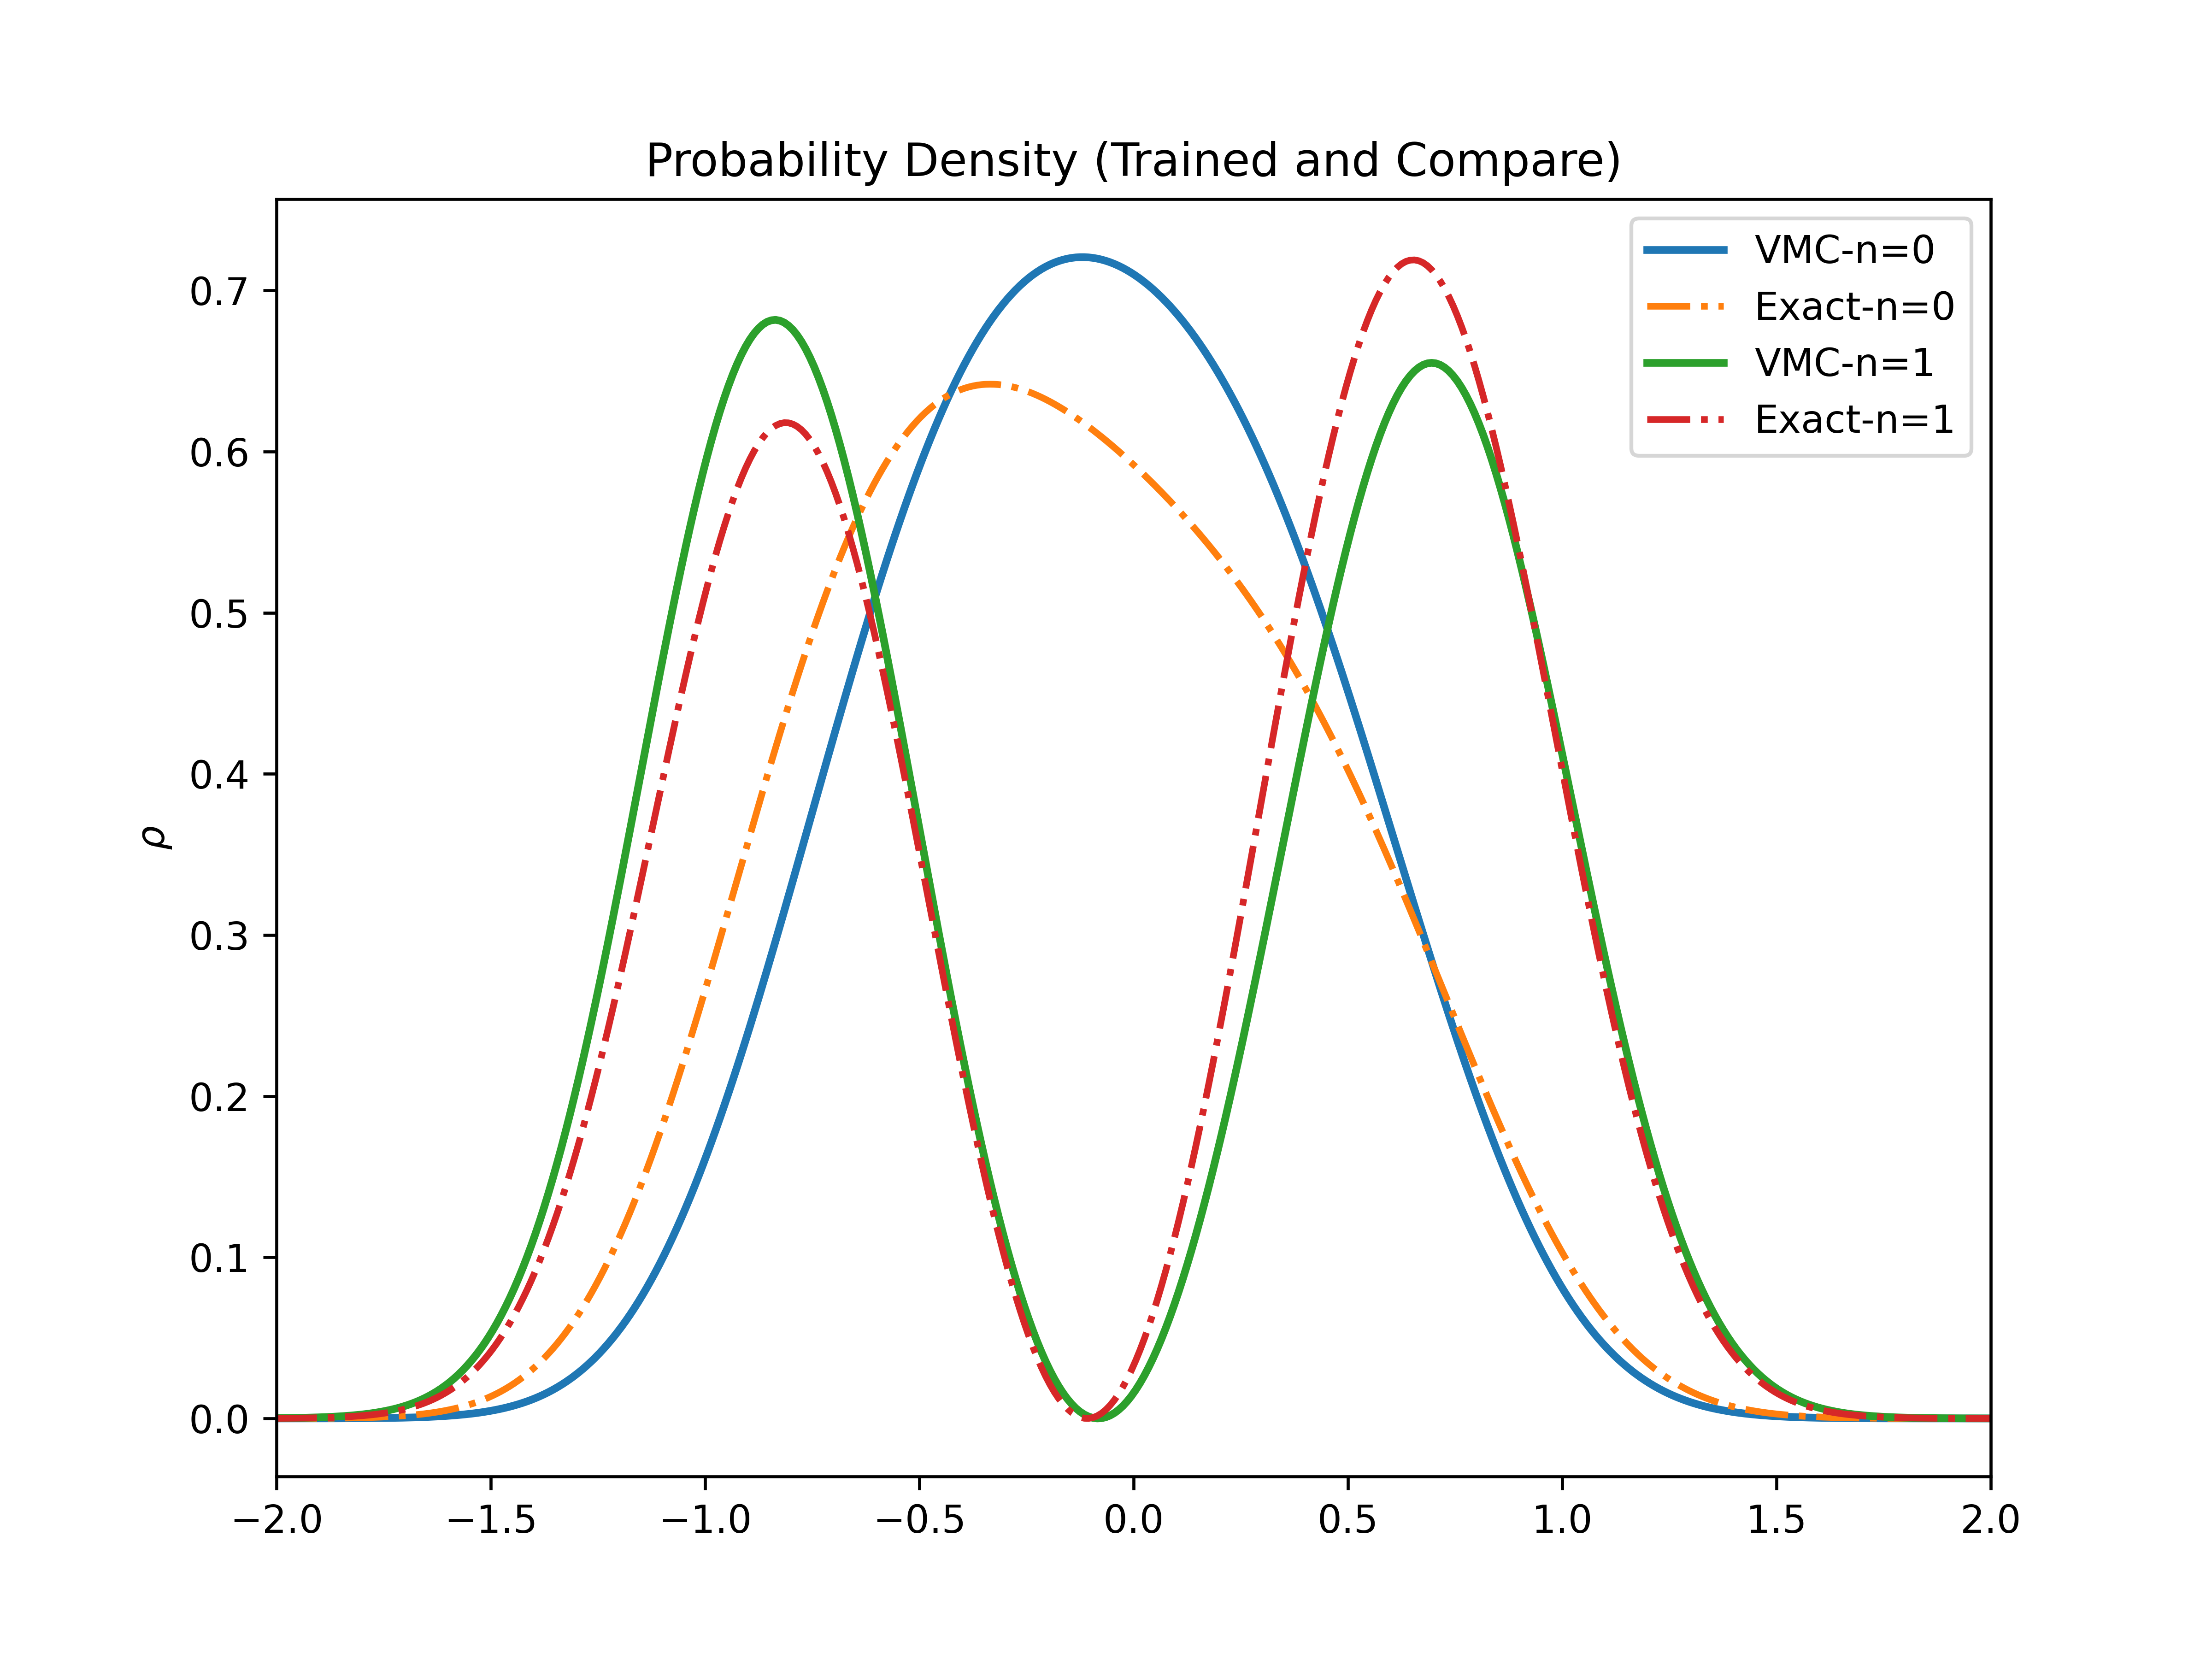 Probability Density (Trained and Compare)
VMC-n=0
Exact-n=0
VMC-n=1
Exact-n=1
0.7
0.6
0.5
0.4
0.3
0.2
0.1
0.0
ρ
−2.0 −1.5 −1.0 −0.5 0.0 0.5 1.0 1.5 2.0